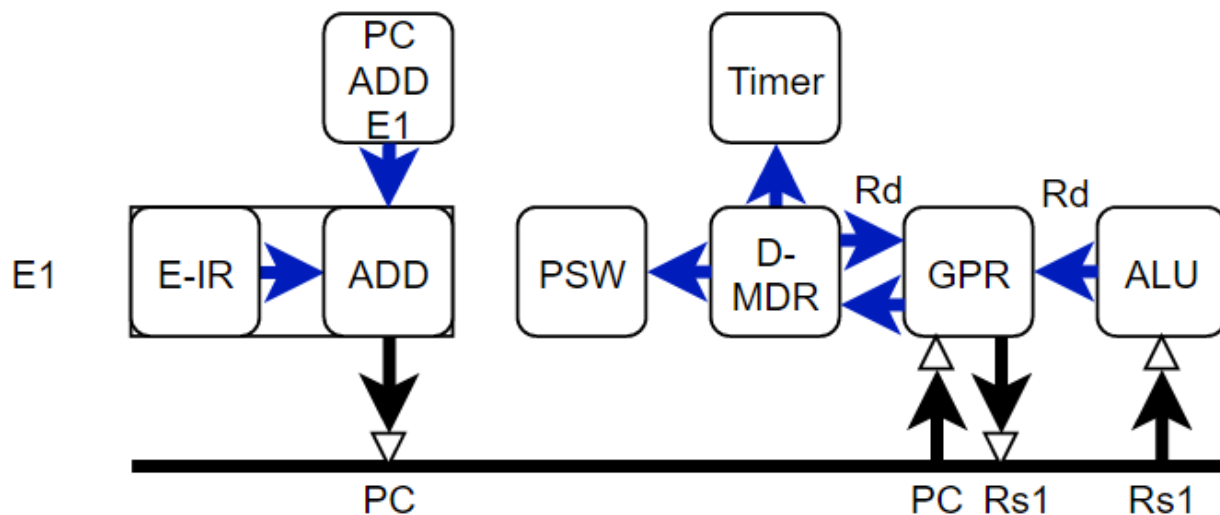 PC
ADD
E1
Timer
Rd
Rd
E1
E-IR
ADD
PSW
D-
MDR
GPR
ALU
PC
PC
Rs1
Rs1